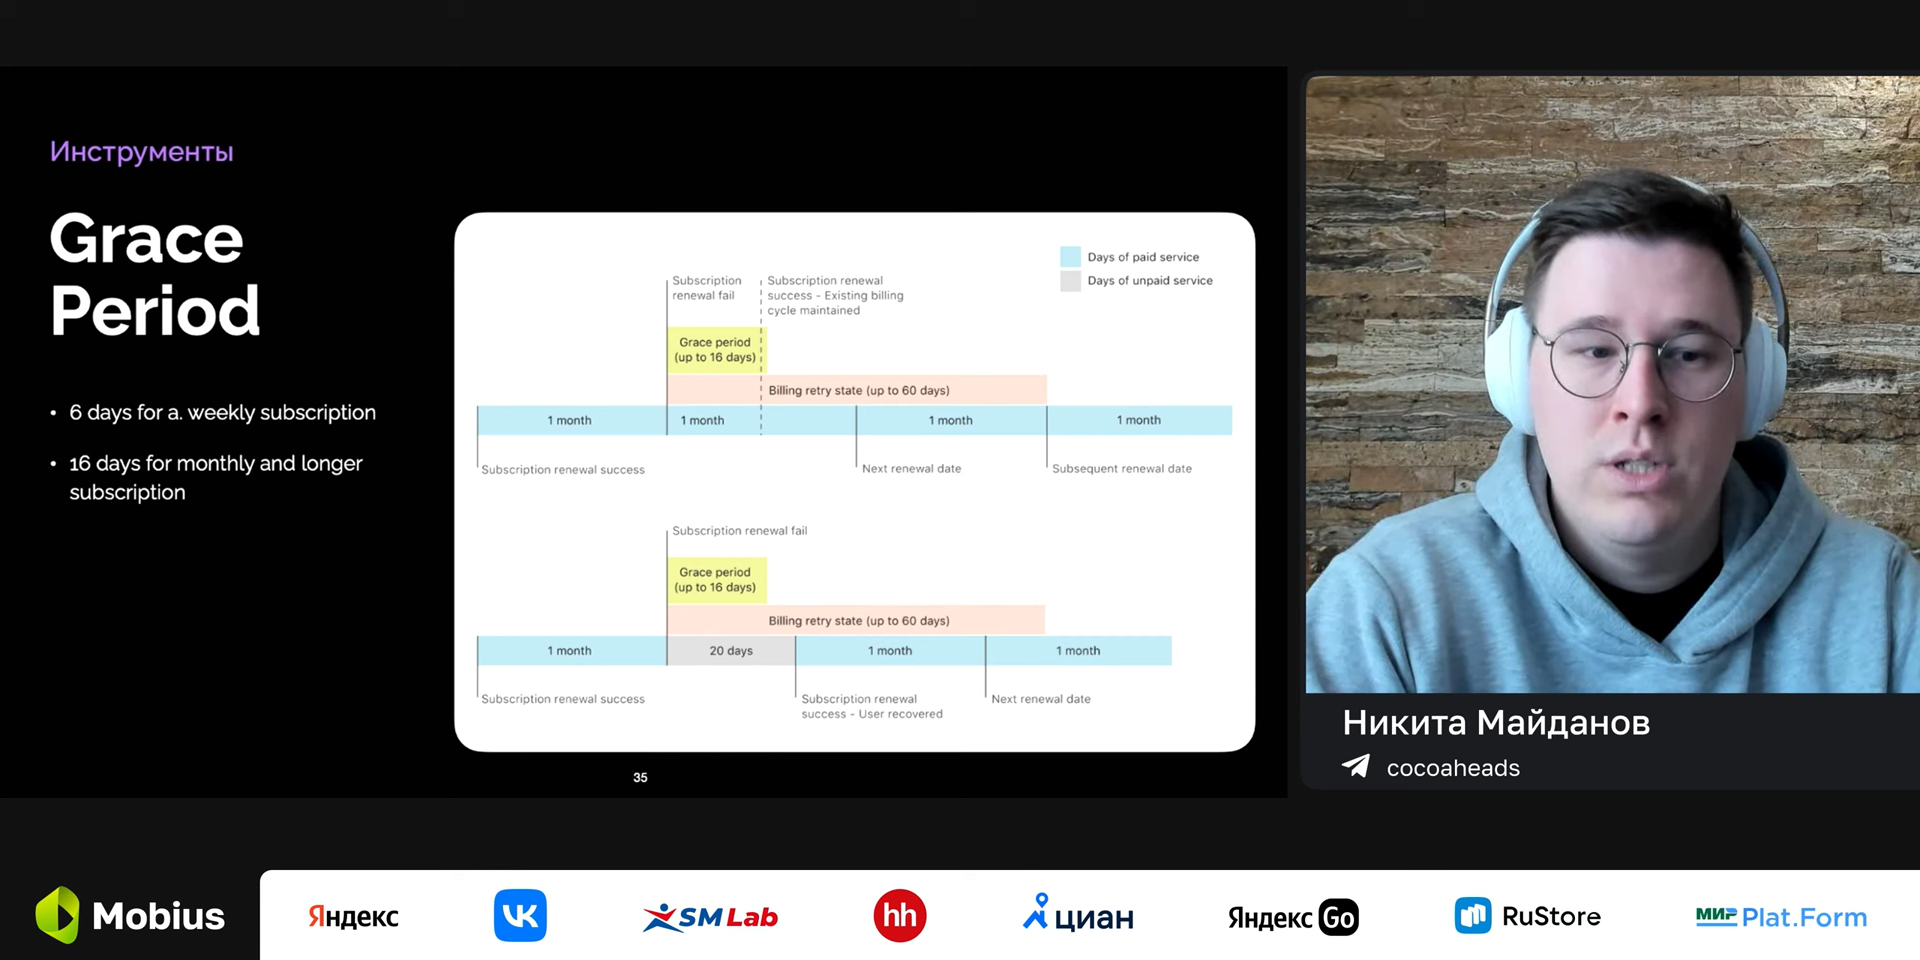 Инструменты
Grace
Period
• 6 days for a. weekly subscription
• 16 days for monthly and longer
subscription
Days of paid service
Days of unpaid service
Subscription
renewal fail
Subscription renewal
success - Existing billing
cycle maintained
Grace period
(up to 16 days)
Billing retry state (up to 60 days)
1 month
1 month
1 month
1 month
Subscription renewal success
Next renewal date
Subsequent renewal date
Subscription renewal fail
Grace period
(up to 16 days)
Billing retry state (up to 60 days)
1 month
20 days
1 month
1 month
Subscription renewal success
Subscription renewal
success - User recovered
Next renewal date
35
Никита Майданов
cocoaheads
Mobius
Яндекс
VK
SM Lab
hh
циан
Яндекс Go
RuStore
МИР Plat.Form